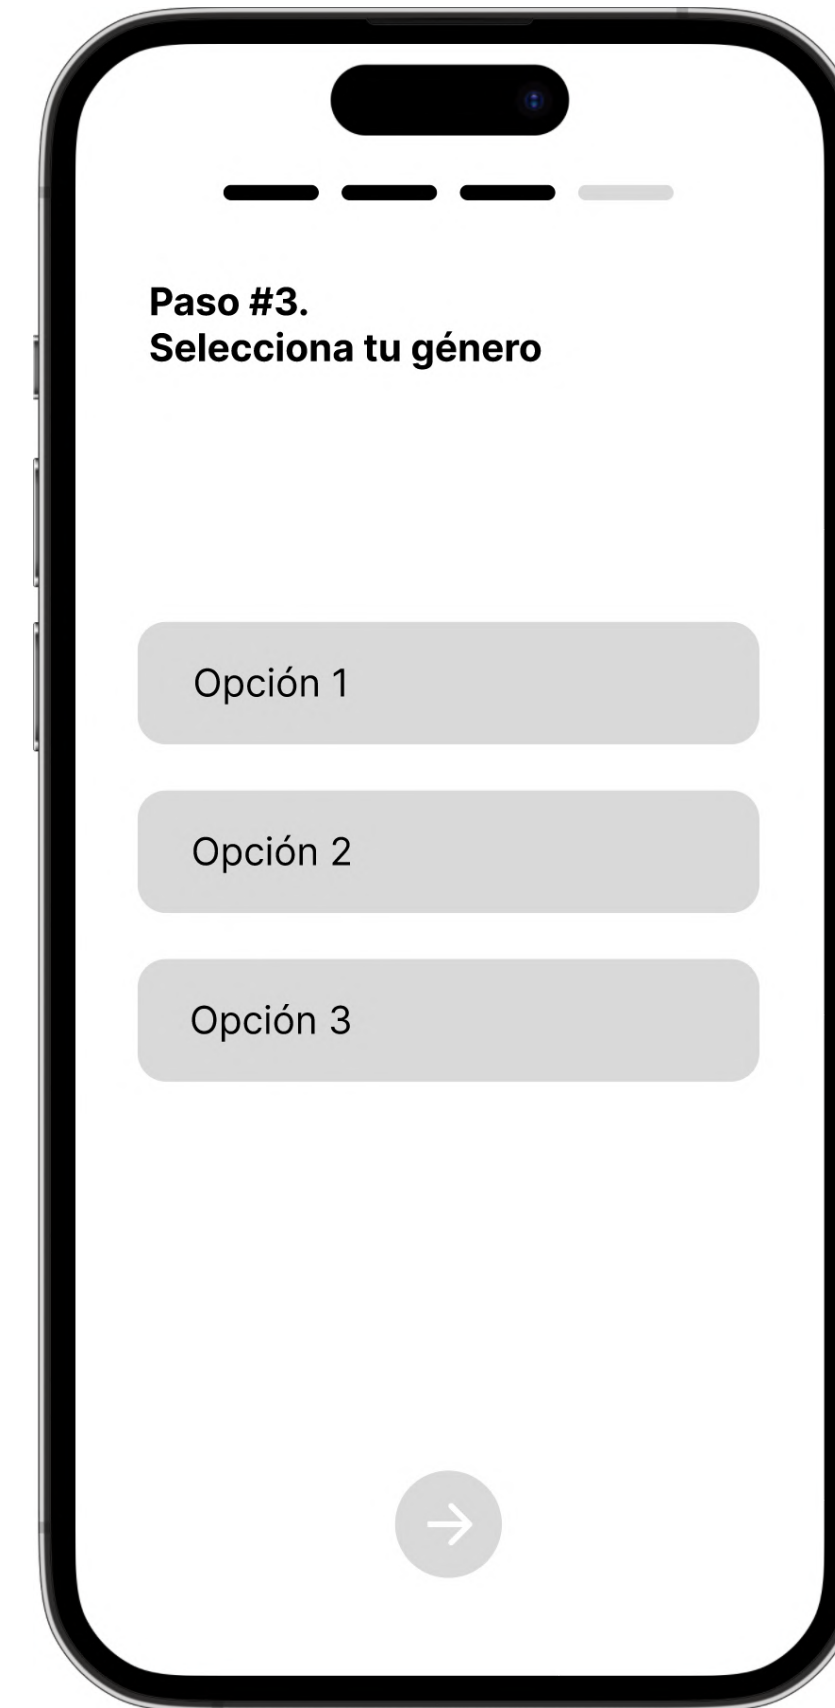 Paso #3.
Selecciona tu género
Opción 1
Opción 2
Opción 3